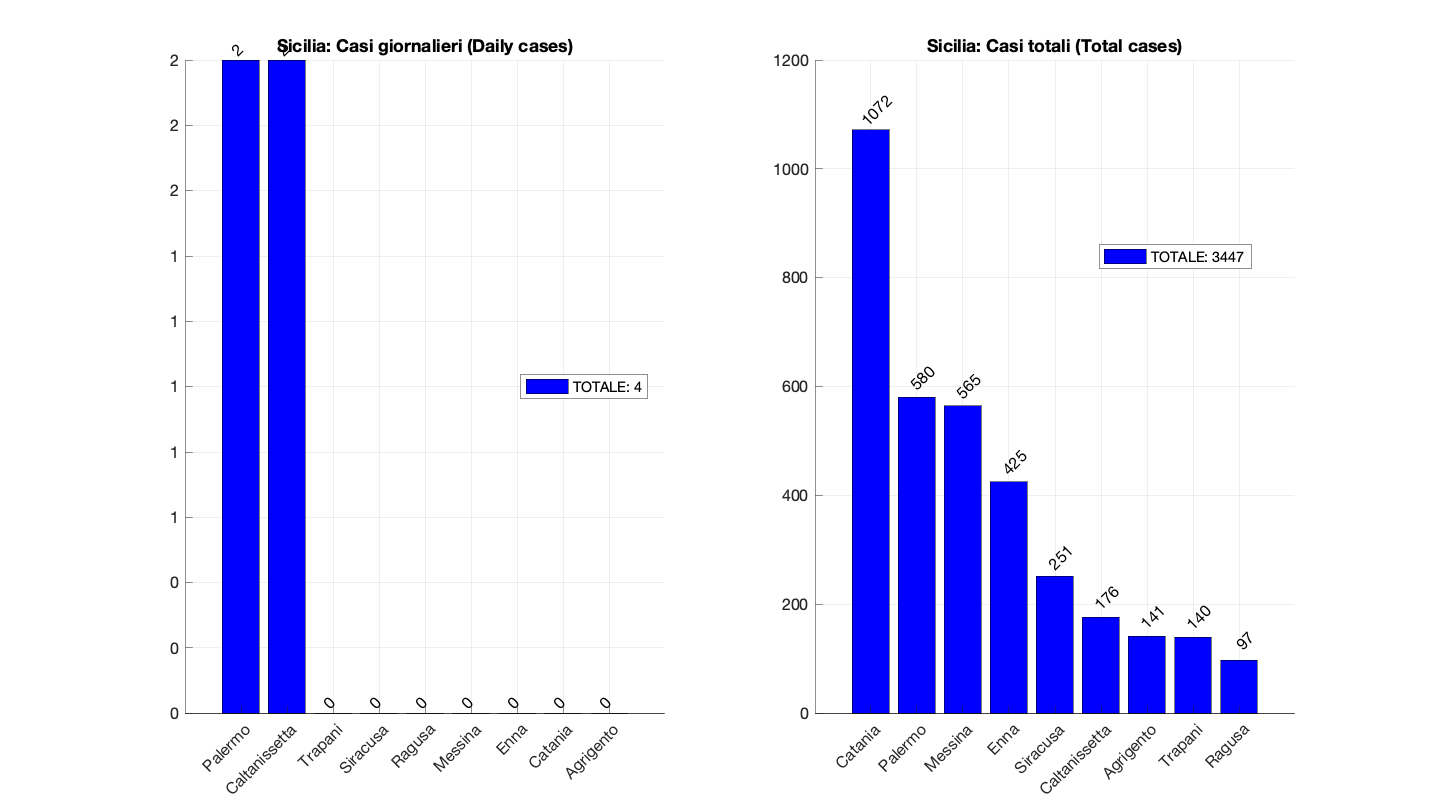 Sicilia: Casi giornalieri (Daily cases)
2
2
2
2
2
1
1
1
1
1
0
0
0
0
0
0
0
0
0
0
TOTALE: 4
Palermo
Caltanissetta
Trapani
Siracusa
Ragusa
Messina
Enna
Catania
Agrigento
Sicilia: Casi totali (Total cases)
1200
1000
800
600
400
200
0
1072
580
565
425
251
176
141
140
97
TOTALE: 3447
Catania
Palermo
Messina
Enna
Siracusa
Caltanissetta
Agrigento
Trapani
Ragusa